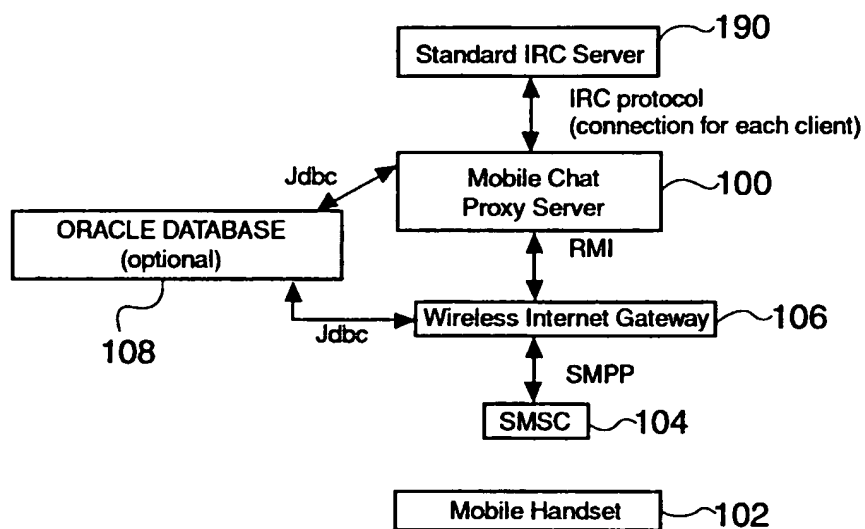 190
Standard IRC Server
IRC protocol
(connection for each client)
Jdbc
Mobile Chat
Proxy Server
100
ORACLE DATABASE
(optional)
RMI
108
Jdbc
Wireless Internet Gateway
106
SMPP
SMSC
104
Mobile Handset
102